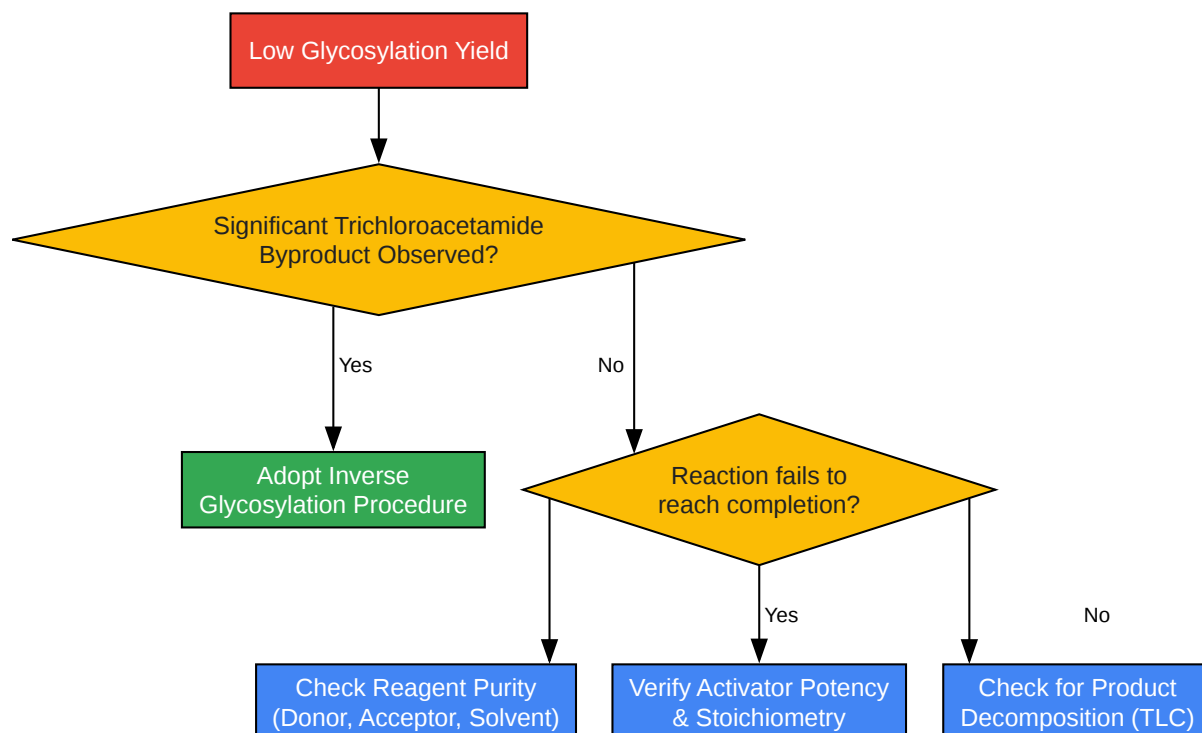 Low Glycosylation Yield
Significant Trichloroacetamide
Byproduct Observed?
Yes
No
Adopt Inverse
Glycosylation Procedure
Reaction fails to
reach completion?
Yes
No
Check Reagent Purity
(Donor, Acceptor, Solvent)
Verify Activator Potency
& Stoichiometry
Check for Product
Decomposition (TLC)